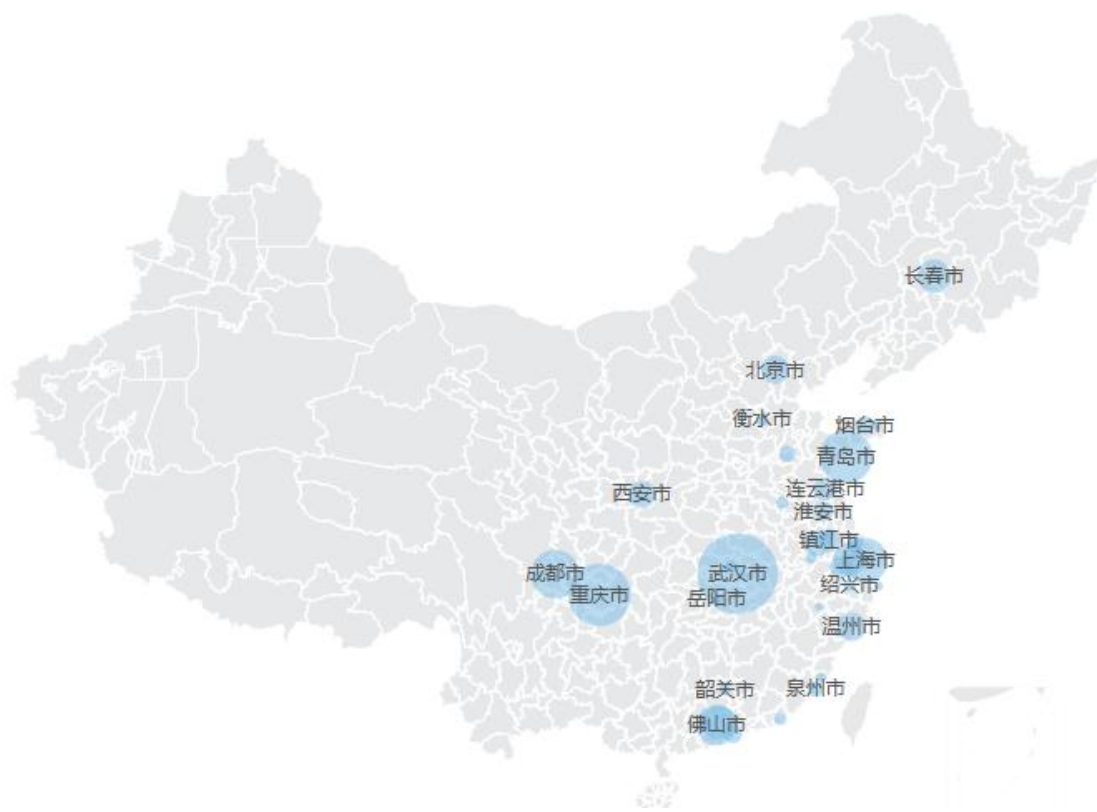 长春市
北京市
衡水市
烟台市
青岛市
连云港市
西安市
淮安市
镇江市
上海市
成都市
武汉市
绍兴市
重庆市
岳阳市
温州市
韶关市
泉州市
佛山市